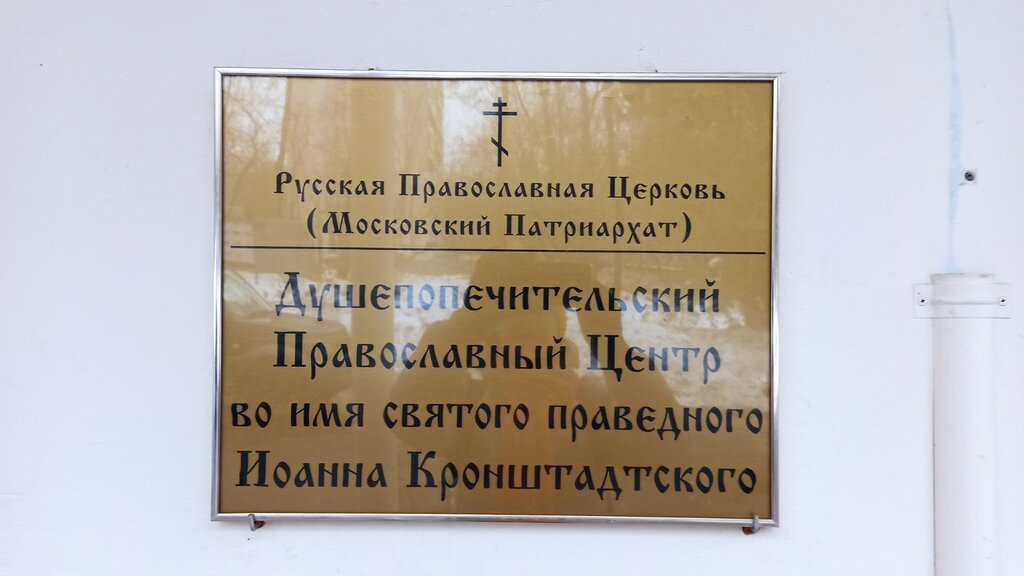 Русская Православная Церковь
(Московский Патриархат)
Душепопечительский
Православный Центр
во имя святого праведного
Иоанна Кронштадтского